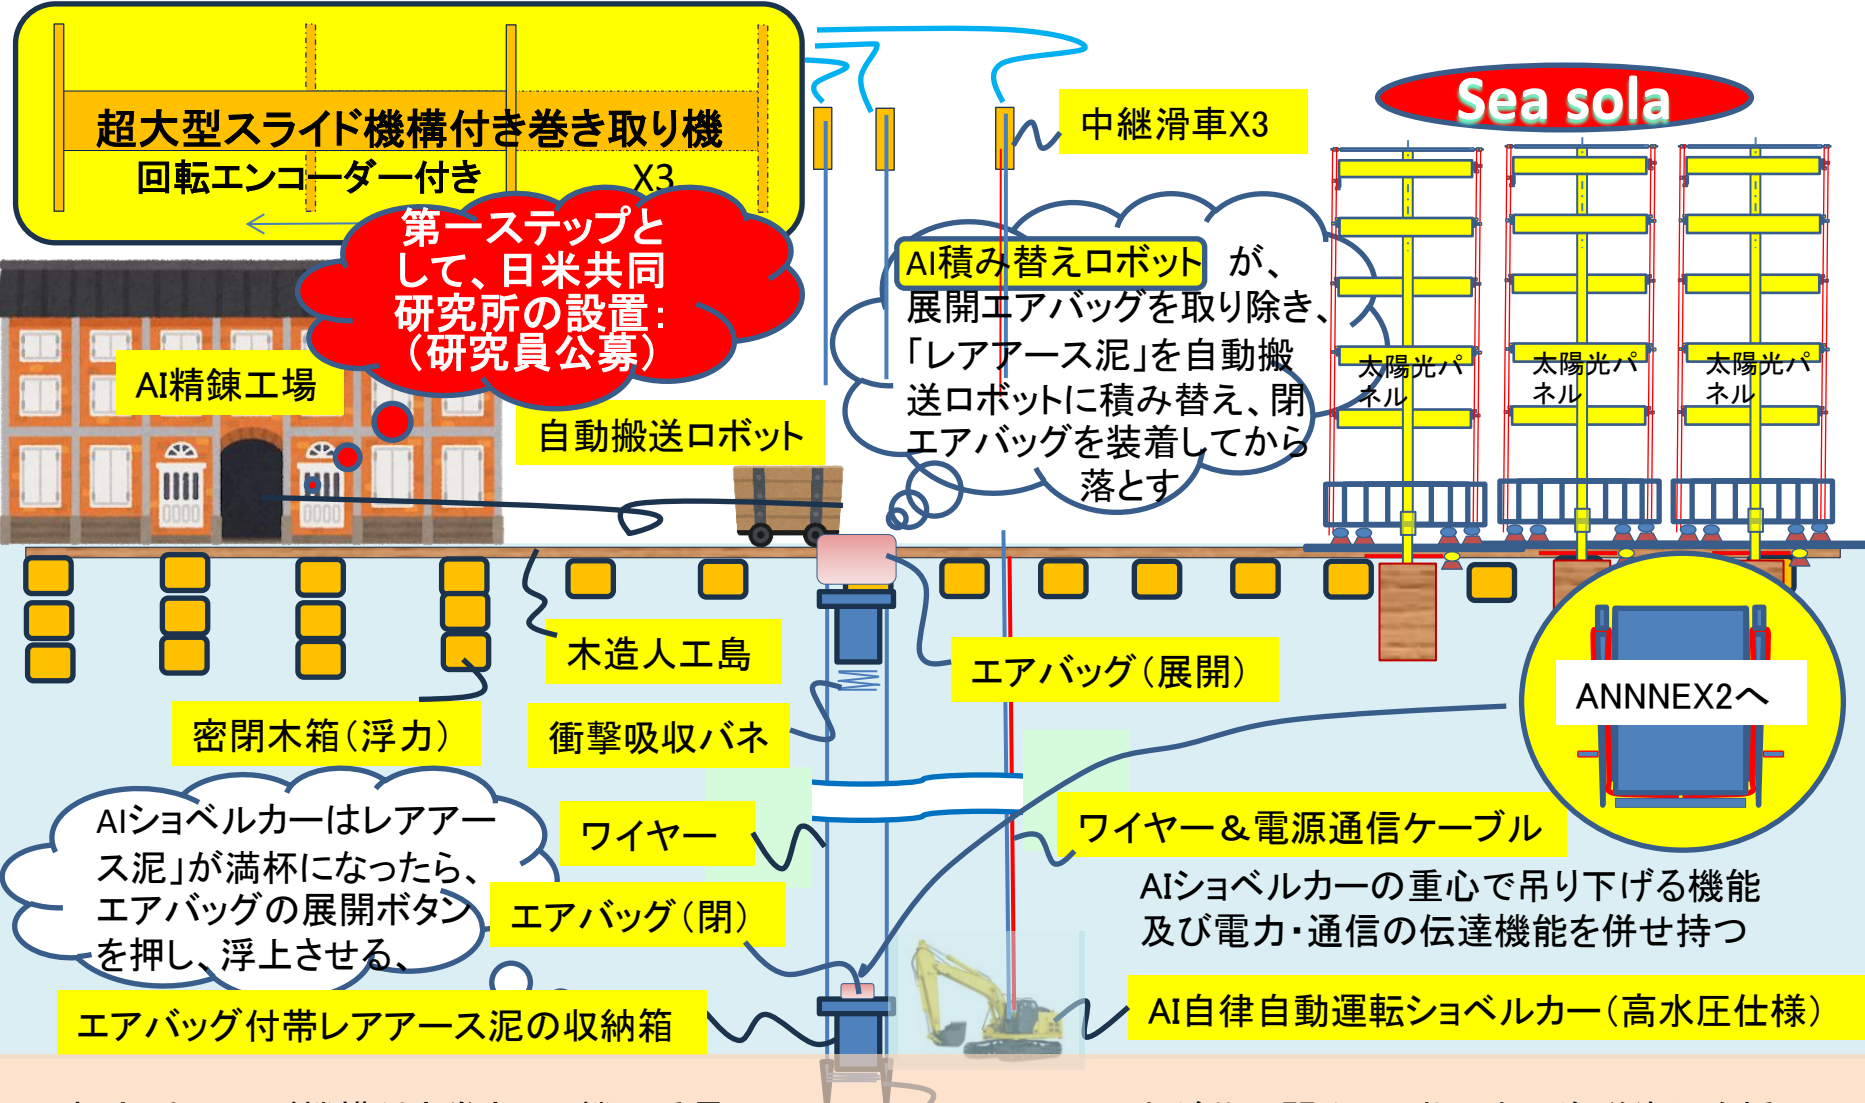 超大型スライド機構付き巻き取り機
回転エンコーダー付き　X3
第一ステップと
して、日米共同
研究所の設置：
（研究員公募）
中継滑車X3
Sea sola
AI積み替えロボット　が、
展開エアバッグを取り除き、
「レアアース泥」を自動搬
送ロボットに積み替え、閉
エアバッグを装着してから
落とす
太陽光パ
ネル
太陽光パ
ネル
太陽光パ
ネル
AI精錬工場
自動搬送ロボット
木造人工島
エアバッグ（展開）
密閉木箱（浮力）
衝撃吸収バネ
ANNNEX2へ
AIショベルカーはレアアー
ス泥」が満杯になったら、
エアバッグの展開ボタン
を押し、浮上させる、
ワイヤー
ワイヤー＆電源通信ケーブル
AIショベルカーの重心で吊り下げる機能
及び電力・通信の伝達機能を併せ持つ
エアバッグ（閉）
エアバッグ付帯レアアース泥の収納箱
AI自律自動運転ショベルカー（高水圧仕様）